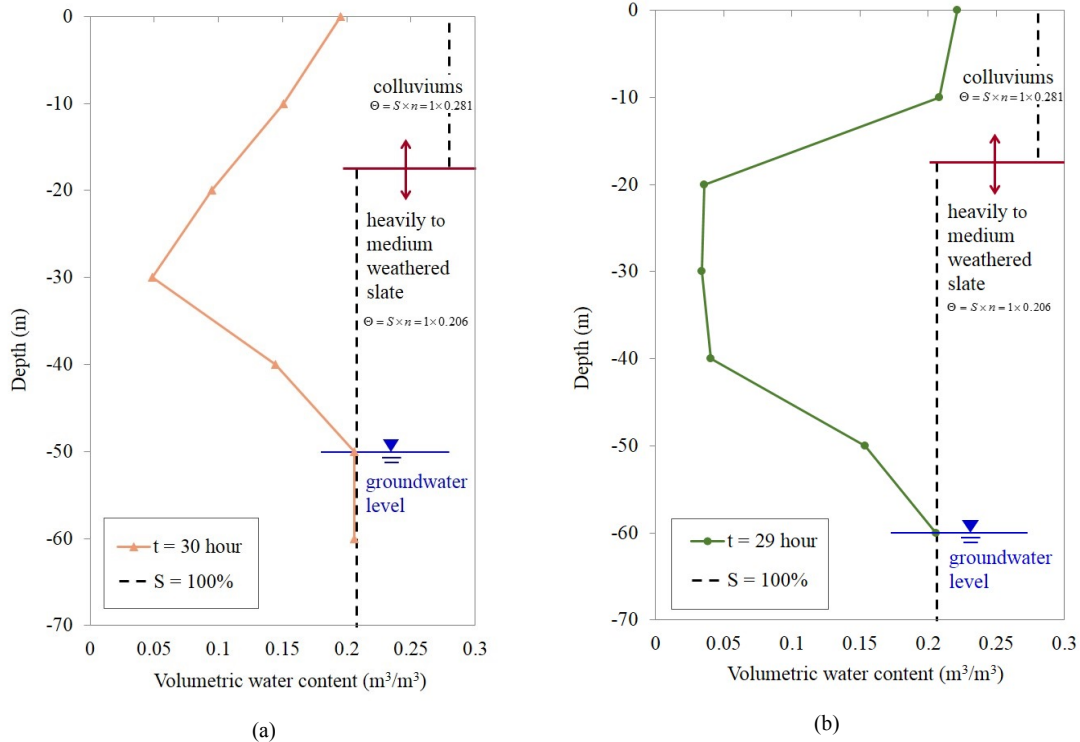 0
-10
-20
-30
-40
-50
-60
-70
Depth (m)
0
0.05
0.1
0.15
0.2
0.25
0.3
Volumetric water content (m³/m³)
colluviums
Θ = S × n = 1 × 0.281
heavily to
medium
weathered
slate
Θ = S × n = 1 × 0.206
groundwater
level
t = 30 hour
S = 100%
(a)
0
-10
-20
-30
-40
-50
-60
-70
Depth (m)
0
0.05
0.1
0.15
0.2
0.25
0.3
Volumetric water content (m³/m³)
colluviums
Θ = S × n = 1 × 0.281
heavily to
medium
weathered
slate
Θ = S × n = 1 × 0.206
groundwater
level
t = 29 hour
S = 100%
(b)